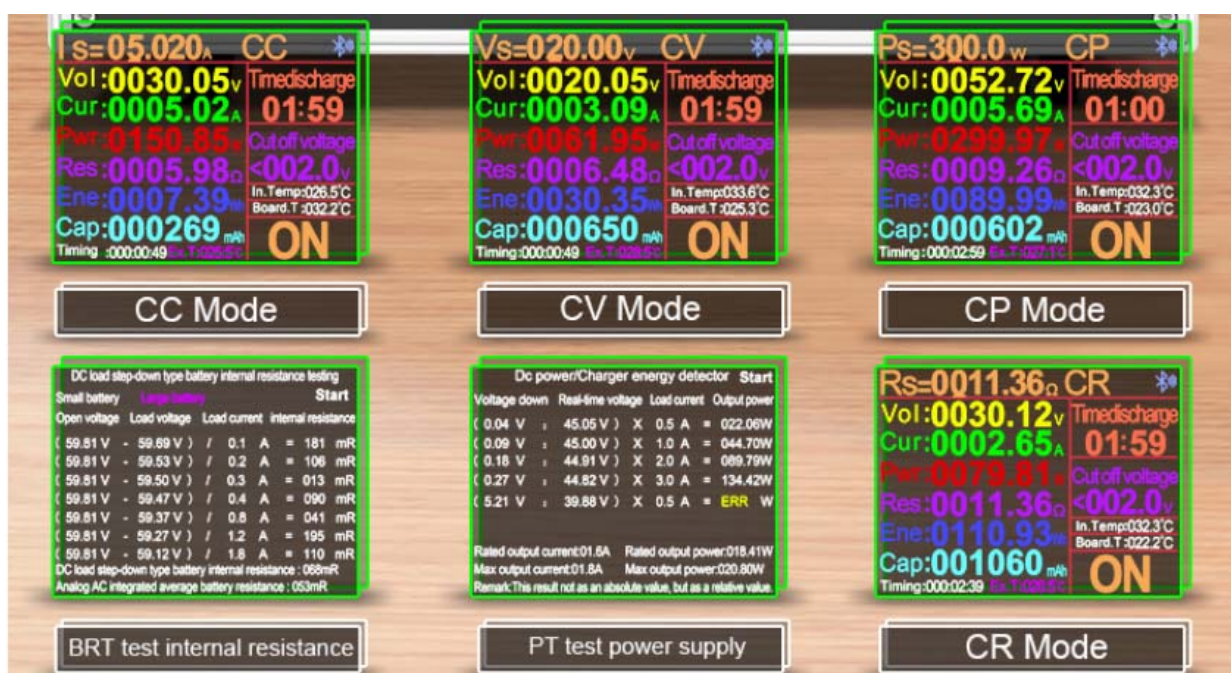 Is=05.020A CC
Vol:0030.05V Timedischarge
Cur:0005.02A 01:59
Pwr:0150.85W Cutoff voltage
Res:0005.98Ω <002.0V
Ene:0007.39Wh In.Temp:026.5℃
Board.T:032.2℃
Cap:000269mAh ON
Timing :000:00:49 Ex.T:025.5℃
CC Mode
Vs=020.00V CV
Vol:0020.05V Timedischarge
Cur:0003.09A 01:59
Pwr:0061.95W Cutoff voltage
Res:0006.48Ω <002.0V
Ene:0030.35Wh In.Temp:033.6℃
Board.T:025.3℃
Cap:000650mAh ON
Timing:000:00:49 Ex.T:028.5℃
CV Mode
Ps=300.0W CP
Vol:0052.72V Timedischarge
Cur:0005.69A 01:00
Pwr:0299.97W Cutoff voltage
Res:0009.26Ω <002.0V
Ene:0089.99Wh In.Temp:032.3℃
Board.T:023.0℃
Cap:000602mAh ON
Timing:000:02:59 Ex.T:027.1℃
CP Mode
DC load step-down type battery internal resistance testing
Small battery Large battery Start
Open voltage Load voltage Load current internal resistance
( 59.81 V - 59.69 V ) / 0.1 A = 181 mR
( 59.81 V - 59.53 V ) / 0.2 A = 106 mR
( 59.81 V - 59.50 V ) / 0.3 A = 013 mR
( 59.81 V - 59.47 V ) / 0.4 A = 090 mR
( 59.81 V - 59.37 V ) / 0.8 A = 041 mR
( 59.81 V - 59.27 V ) / 1.2 A = 195 mR
( 59.81 V - 59.12 V ) / 1.8 A = 110 mR
DC load step-down type battery internal resistance : 068mR
Analog AC integrated average battery resistance : 053mR
BRT test internal resistance
Dc power/Charger energy detector Start
Voltage down Real-time voltage Load current Output power
( 0.04 V : 45.05 V ) X 0.5 A = 022.06W
( 0.09 V : 45.00 V ) X 1.0 A = 044.70W
( 0.18 V : 44.91 V ) X 2.0 A = 089.79W
( 0.27 V : 44.82 V ) X 3.0 A = 134.42W
( 5.21 V : 39.88 V ) X 0.5 A = ERR W
Rated output current:01.6A Rated output power:018.41W
Max output current:01.8A Max output power:020.80W
Remark:This result not as an absolute value, but as a relative value.
PT test power supply
Rs=0011.36Ω CR
Vol:0030.12V Timedischarge
Cur:0002.65A 01:59
Pwr:0079.81W Cutoff voltage
Res:0011.36Ω <002.0V
Ene:0110.93Wh In.Temp:032.3℃
Board.T:022.2℃
Cap:001060mAh ON
Timing:000:02:39
CR Mode